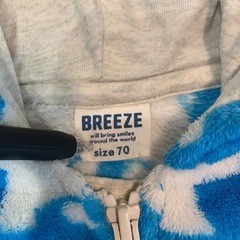 BREEZE
will bring smiles
around the world
size 70